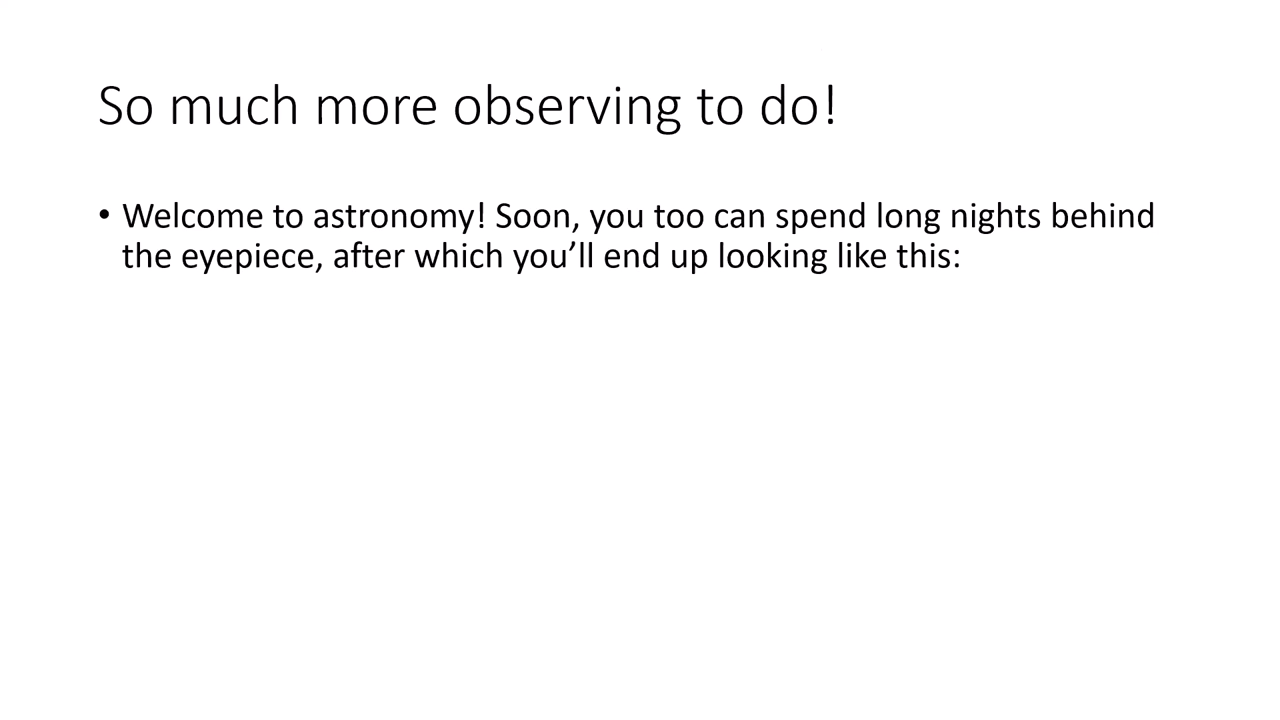 So much more observing to do!
• Welcome to astronomy! Soon, you too can spend long nights behind
the eyepiece, after which you’ll end up looking like this: